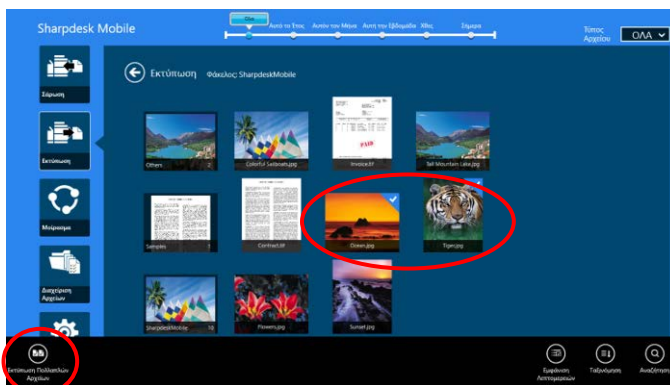 Sharpdesk Mobile
Όλα
Αυτό το Έτος
Αυτόν τον Μήνα
Αυτή την Εβδομάδα
Χθες
Σήμερα
Τύπος
Αρχείου
ΟΛΑ
Σάρωση
Εκτύπωση
Μοίρασμα
Διαχείριση
Αρχείων
Εκτύπωση
Φάκελος: SharpdeskMobile
Others 2
Colorful Sailboats.jpg
Invoice.tif
PAID
Tall Mountain Lake.jpg
Samples 1
Contract.tif
Ocean.jpg
Tiger.jpg
SharpdeskMobile 10
Flowers.jpg
Sunset.jpg
Εκτύπωση Πολλαπλών
Αρχείων
Εμφάνιση
Λεπτομερειών
Ταξινόμηση
Αναζήτηση